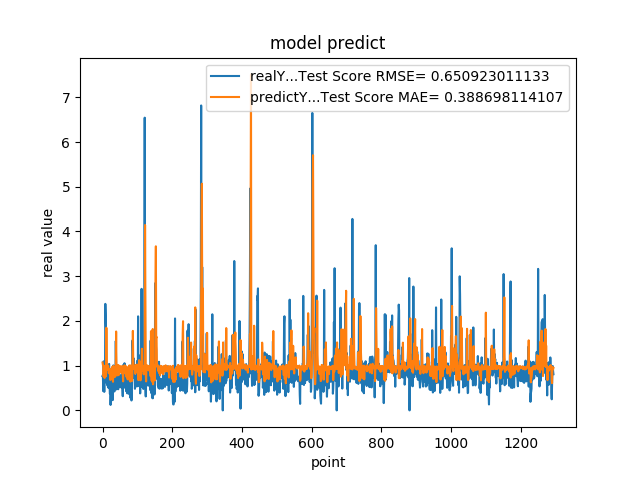 model predict
realY...Test Score RMSE= 0.650923011133
predictY...Test Score MAE= 0.388698114107
real value
7
6
5
4
3
2
1
0
0 200 400 600 800 1000 1200
point